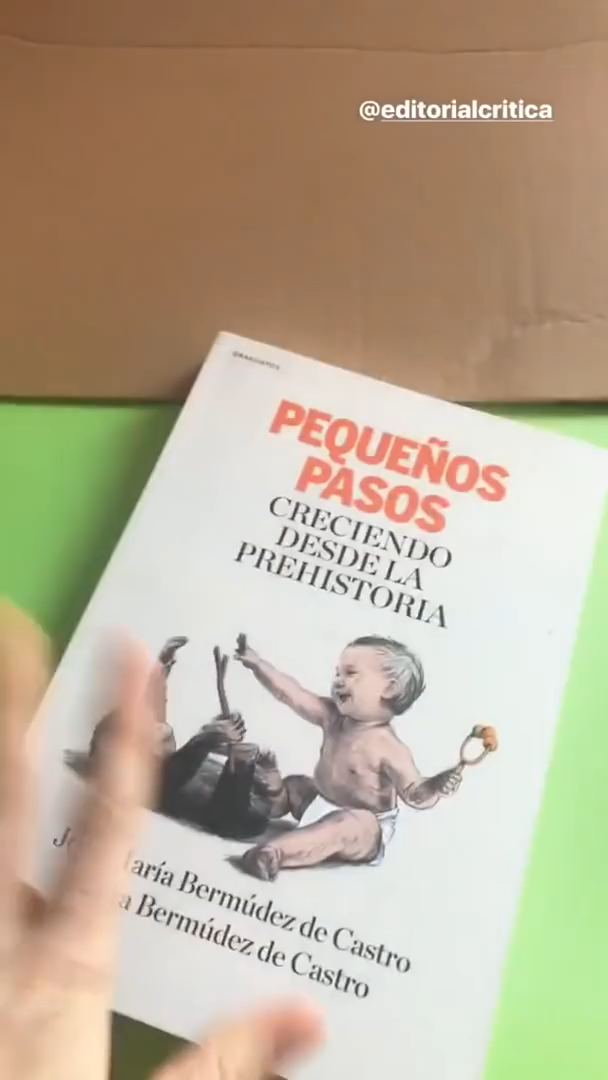 @editorialcritica
PEQUEÑOS
PASOS
CRECIENDO
DESDE LA
PREHISTORIA
María Bermúdez de Castro
Bermúdez de Castro